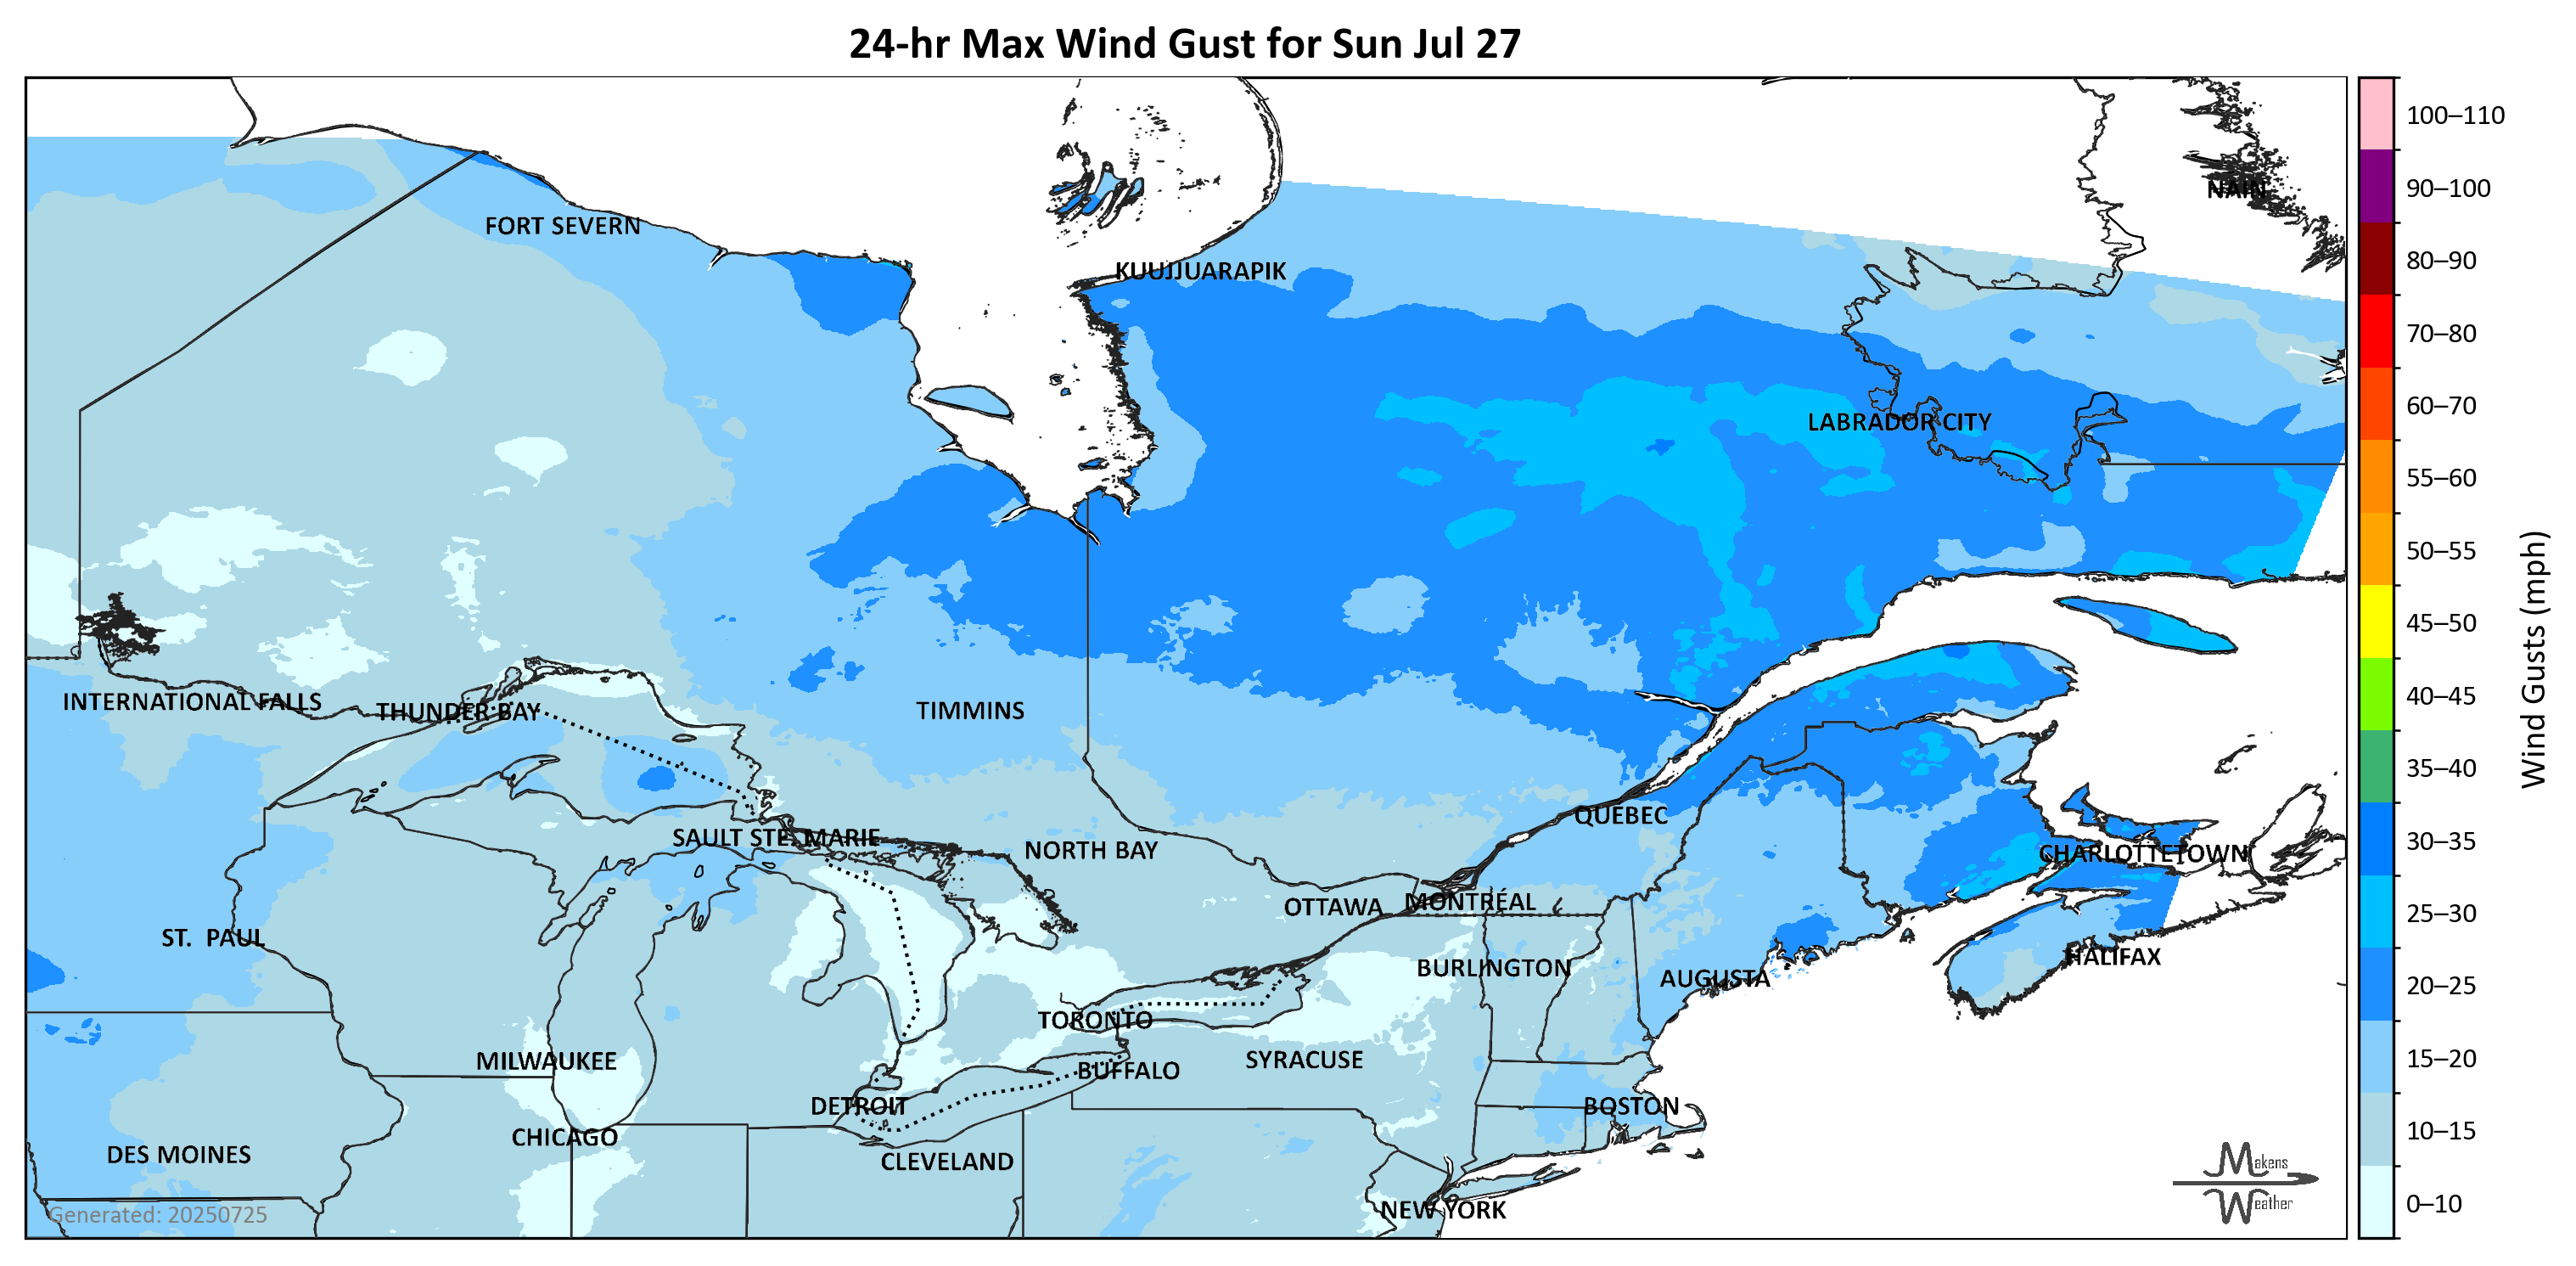 24-hr Max Wind Gust for Sun Jul 27
NAIN
FORT SEVERN
KUUJJUARAPIK
LABRADOR CITY
INTERNATIONAL FALLS
THUNDER BAY
TIMMINS
QUEBEC
SAULT STE. MARIE
NORTH BAY
CHARLOTTETOWN
OTTAWA
MONTRÉAL
ST. PAUL
HALIFAX
BURLINGTON
AUGUSTA
TORONTO
MILWAUKEE
SYRACUSE
BUFFALO
DETROIT
BOSTON
CHICAGO
DES MOINES
CLEVELAND
NEW YORK
Generated: 20250725
Makens
Weather
100–110
90–100
80–90
70–80
60–70
55–60
50–55
45–50
40–45
35–40
30–35
25–30
20–25
15–20
10–15
0–10
Wind Gusts (mph)